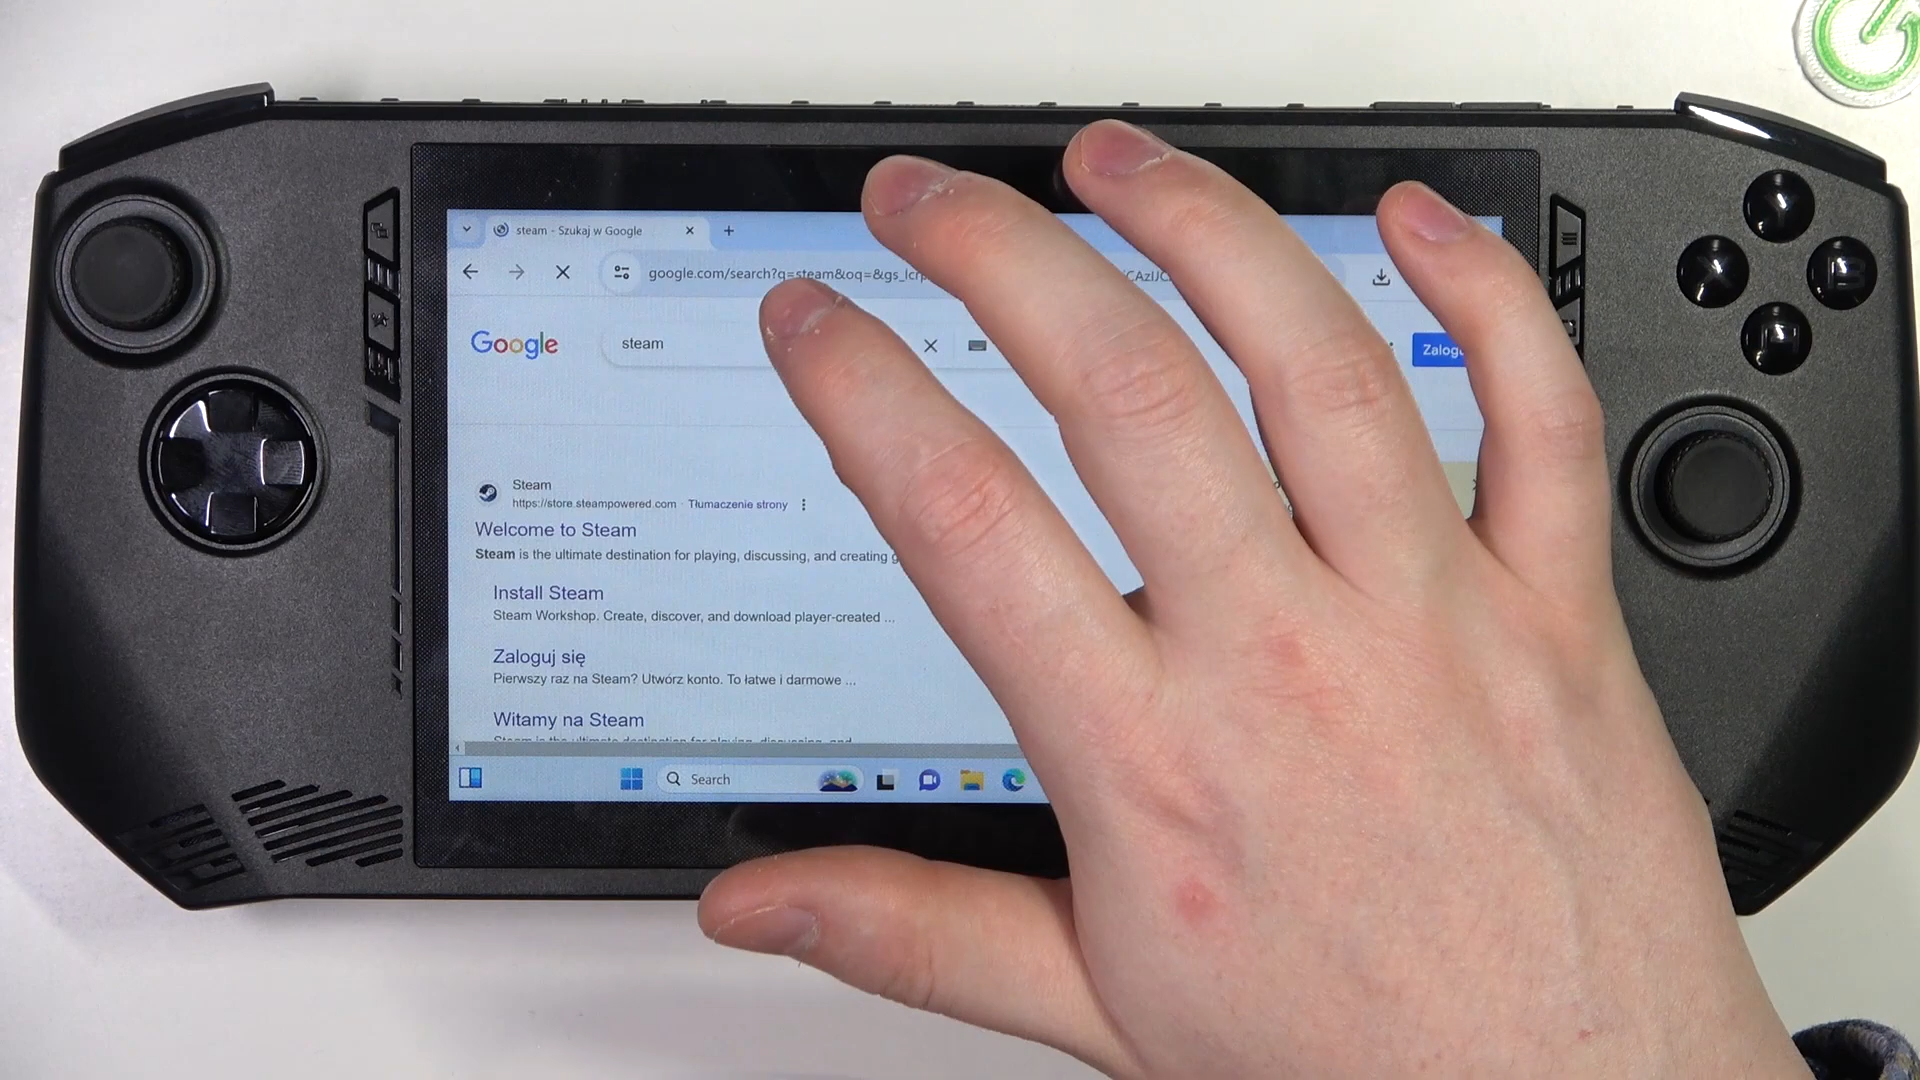 steam - Szukaj w Google
google.com/search?q=steam&oq=&gs_lcrp
Google
steam
Steam
https://store.steampowered.com · Tłumaczenie strony
Welcome to Steam
Steam is the ultimate destination for playing, discussing, and creating
Install Steam
Steam Workshop. Create, discover, and download player-created ...
Zaloguj się
Pierwszy raz na Steam? Utwórz konto. To łatwe i darmowe ...
Witamy na Steam
Search
Y
X
B